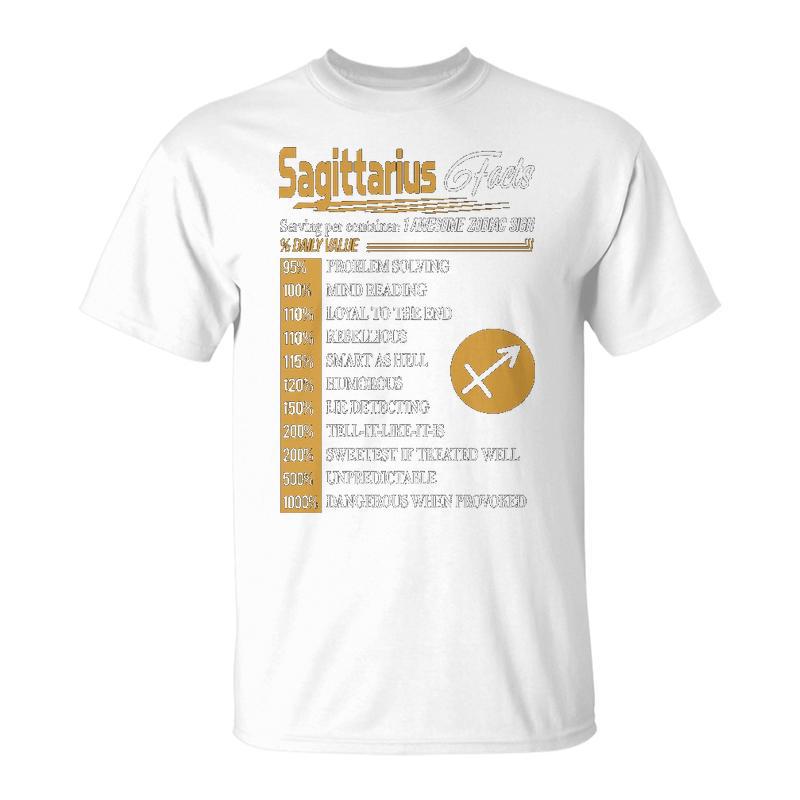 Sagittarius Facts
Serving per container: 1 AWESOME ZODIAC SIGN
% DAILY VALUE
95% PROBLEM SOLVING
100% MIND READING
110% LOYAL TO THE END
110% REBELLIOUS
115% SMART AS HELL
120% HUMOROUS
150% LIE DETECTING
200% TELL-IT-LIKE-IT-IS
200% SWEETEST IF TREATED WELL
500% UNPREDICTABLE
1000% DANGEROUS WHEN PROVOKED